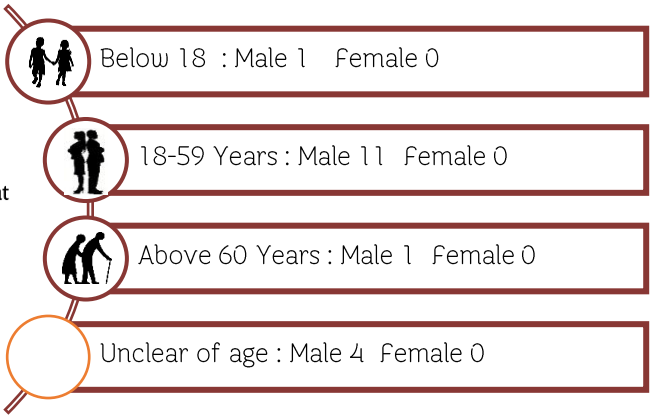 Below 18 : Male 1 Female 0
18-59 Years : Male 11 Female 0
Above 60 Years : Male 1 Female 0
Unclear of age : Male 4 Female 0